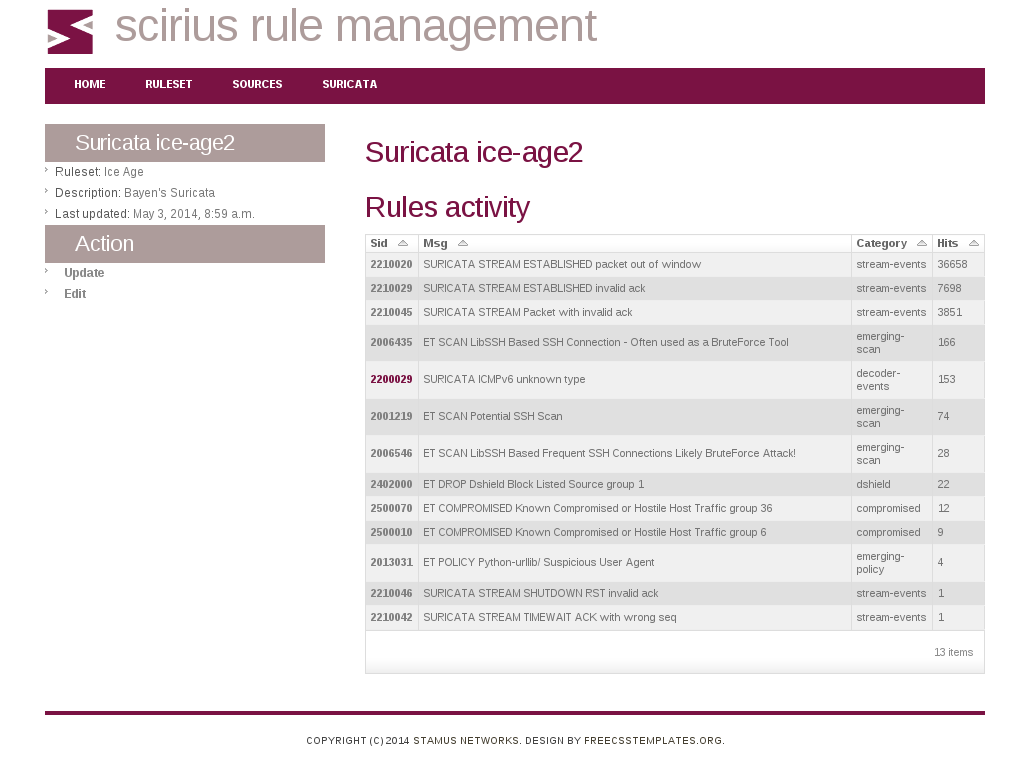 scirius rule management
HOME RULESET SOURCES SURICATA
Suricata ice-age2
Ruleset: Ice Age
Description: Bayen's Suricata
Last updated: May 3, 2014, 8:59 a.m.
Action
Update
Edit
Suricata ice-age2
Rules activity
Sid Msg Category Hits
2210020 SURICATA STREAM ESTABLISHED packet out of window stream-events 36658
2210029 SURICATA STREAM ESTABLISHED invalid ack stream-events 7698
2210045 SURICATA STREAM Packet with invalid ack stream-events 3851
2006435 ET SCAN LibSSH Based SSH Connection - Often used as a BruteForce Tool emerging-
scan 166
2200029 SURICATA ICMPv6 unknown type decoder-
events 153
2001219 ET SCAN Potential SSH Scan emerging-
scan 74
2006546 ET SCAN LibSSH Based Frequent SSH Connections Likely BruteForce Attack! emerging-
scan 28
2402000 ET DROP Dshield Block Listed Source group 1 dshield 22
2500070 ET COMPROMISED Known Compromised or Hostile Host Traffic group 36 compromised 12
2500010 ET COMPROMISED Known Compromised or Hostile Host Traffic group 6 compromised 9
2013031 ET POLICY Python-urllib/ Suspicious User Agent emerging-
policy 4
2210046 SURICATA STREAM SHUTDOWN RST invalid ack stream-events 1
2210042 SURICATA STREAM TIMEWAIT ACK with wrong seq stream-events 1
13 items
COPYRIGHT (C) 2014 STAMUS NETWORKS. DESIGN BY FREECSSTEMPLATES.ORG.